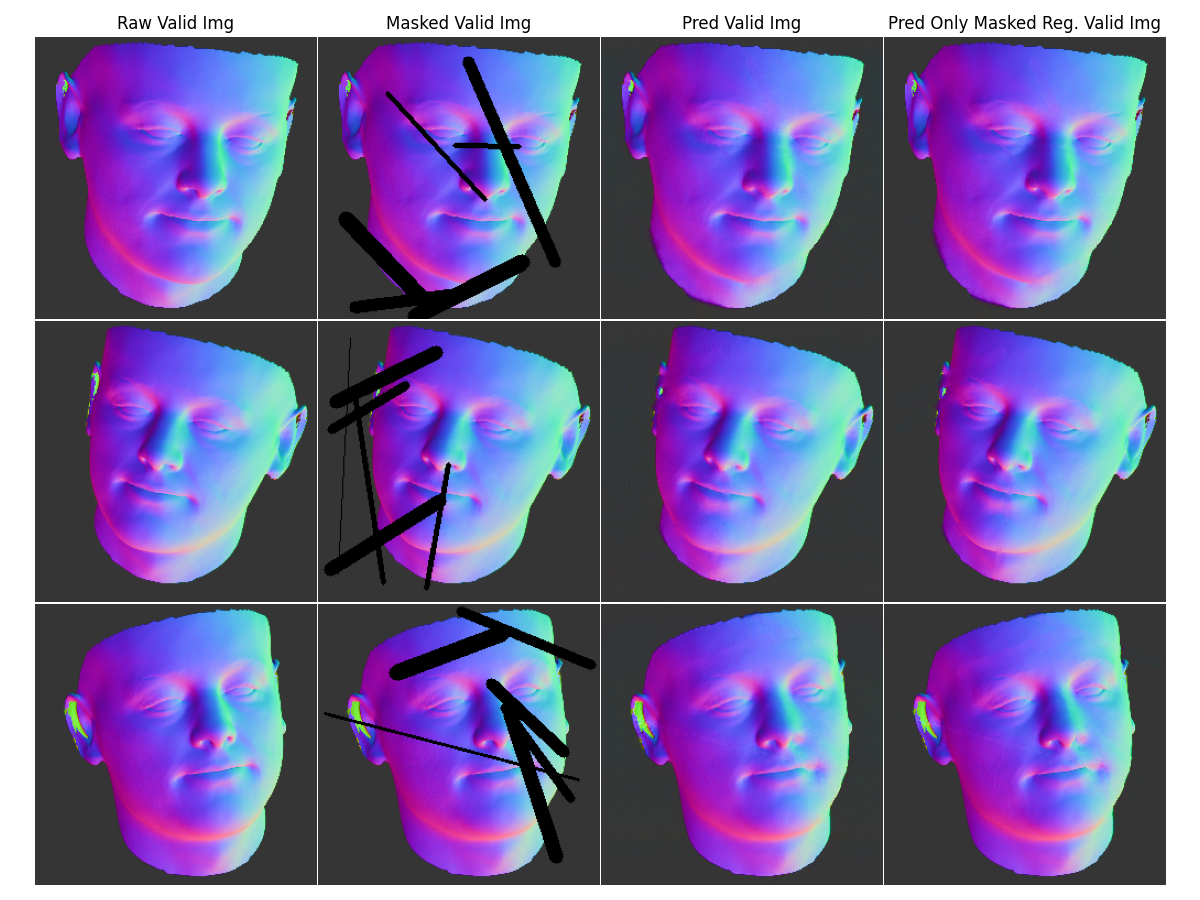 Raw Valid Img
Masked Valid Img
Pred Valid Img
Pred Only Masked Reg. Valid Img